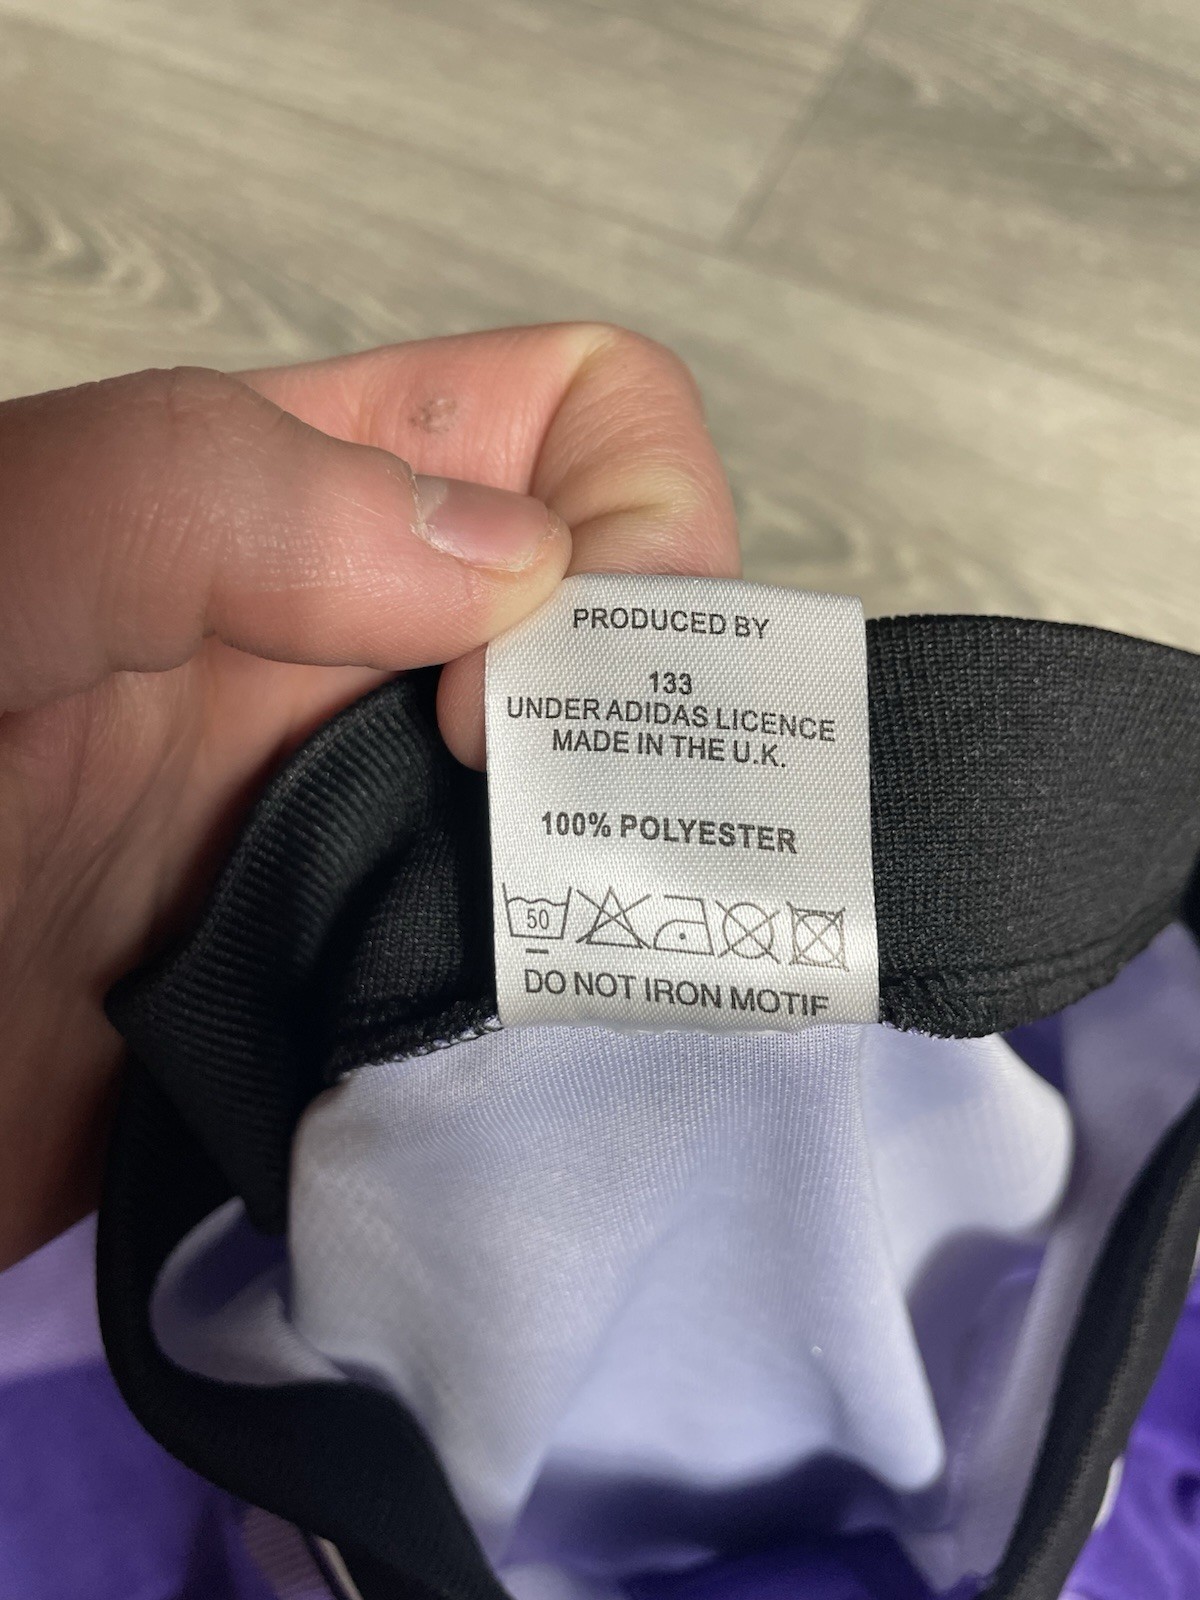 PRODUCED BY
133
UNDER ADIDAS LICENCE
MADE IN THE U.K.
100% POLYESTER
50
DO NOT IRON MOTIF